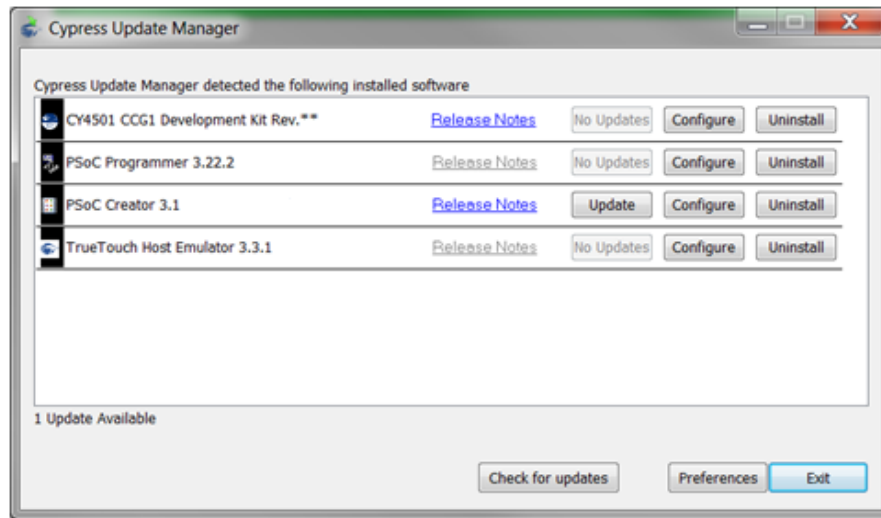 Cypress Update Manager
Cypress Update Manager detected the following installed software
CY4501 CCG1 Development Kit Rev.** Release Notes No Updates Configure Uninstall
PSoC Programmer 3.22.2 Release Notes No Updates Configure Uninstall
PSoC Creator 3.1 Release Notes Update Configure Uninstall
TrueTouch Host Emulator 3.3.1 Release Notes No Updates Configure Uninstall
1 Update Available
Check for updates Preferences Exit